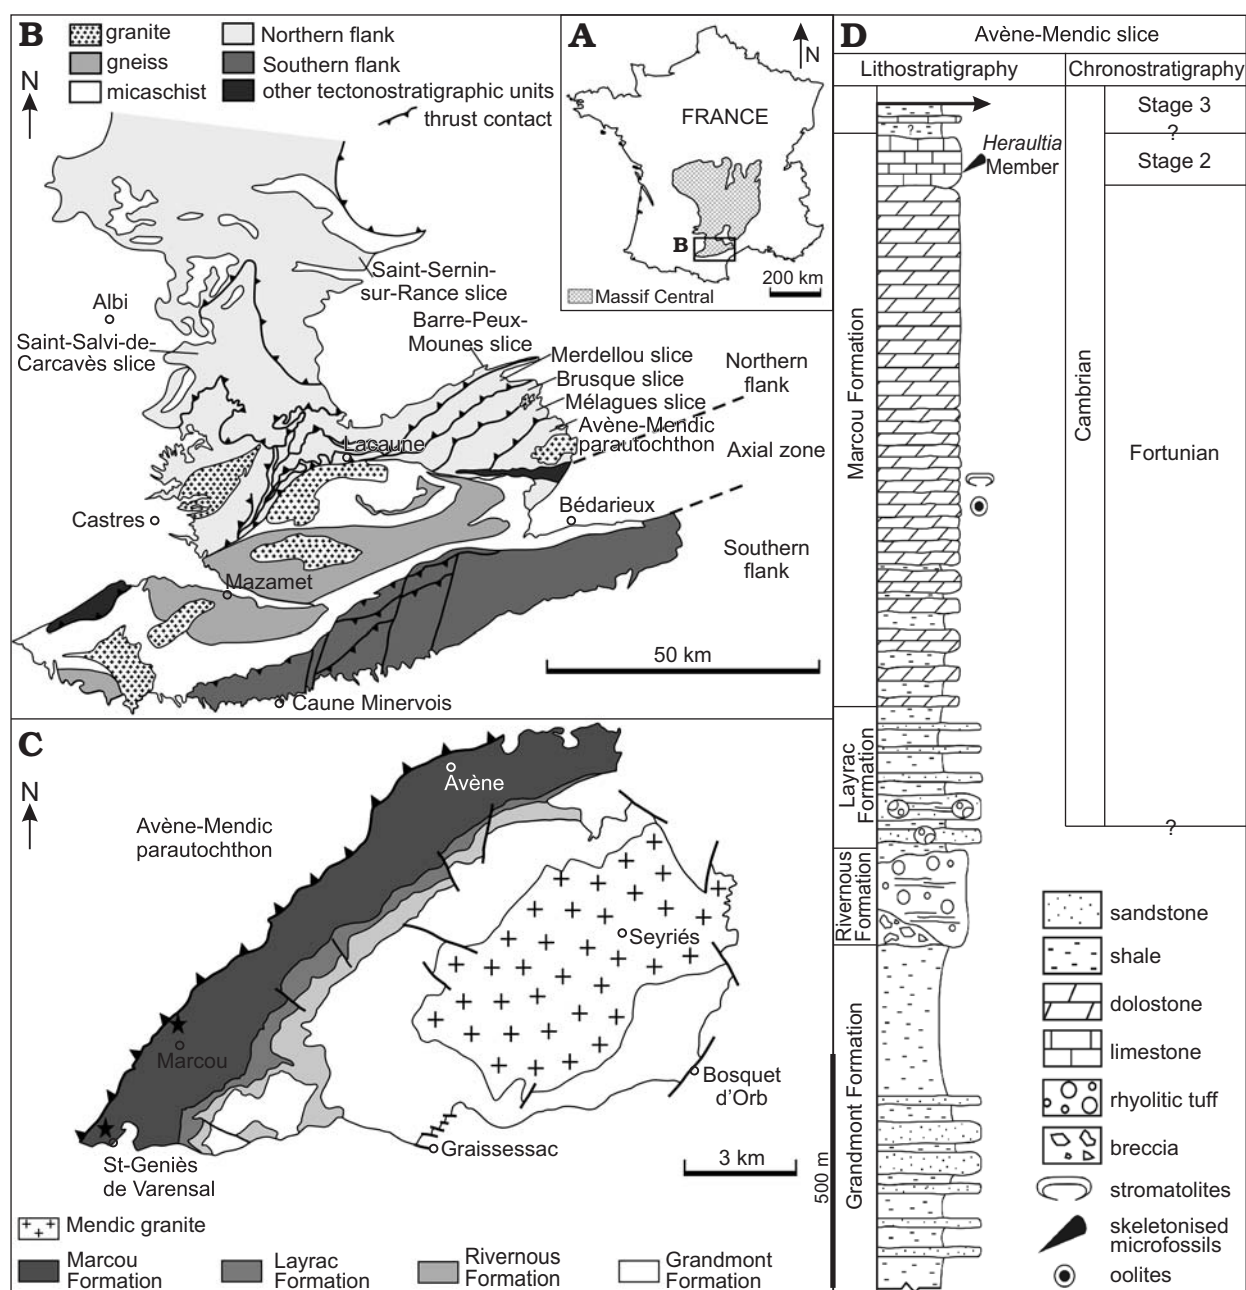 B
granite
gneiss
micaschist
Northern flank
Southern flank
other tectonostratigraphic units
thrust contact
N
Saint-Sernin-
sur-Rance slice
Albi
Saint-Salvi-de-
Carcavès slice
Barre-Peux-
Mounes slice
Merdellou slice
Brusque slice
Mélagues slice
Avène-Mendic
parautochthon
Northern
flank
Axial zone
Southern
flank
Lacaune
Castres
Bédarieux
Mazamet
Caune Minervois
50 km
A
N
FRANCE
B
200 km
Massif Central
C
N
Avène-Mendic
parautochthon
Avène
Seyriés
Marcou
St-Geniès
de Varensal
Graissessac
Bosquet
d'Orb
3 km
Mendic granite
Marcou
Formation
Layrac
Formation
Rivernous
Formation
Grandmont
Formation
D
Avène-Mendic slice
Lithostratigraphy
Chronostratigraphy
Stage 3
?
?
Heraultia
Member
Stage 2
Marcou Formation
Cambrian
Fortunian
Layrac
Formation
?
Rivernous
Formation
Grandmont Formation
500 m
sandstone
shale
dolostone
limestone
rhyolitic tuff
breccia
stromatolites
skeletonised
microfossils
oolites